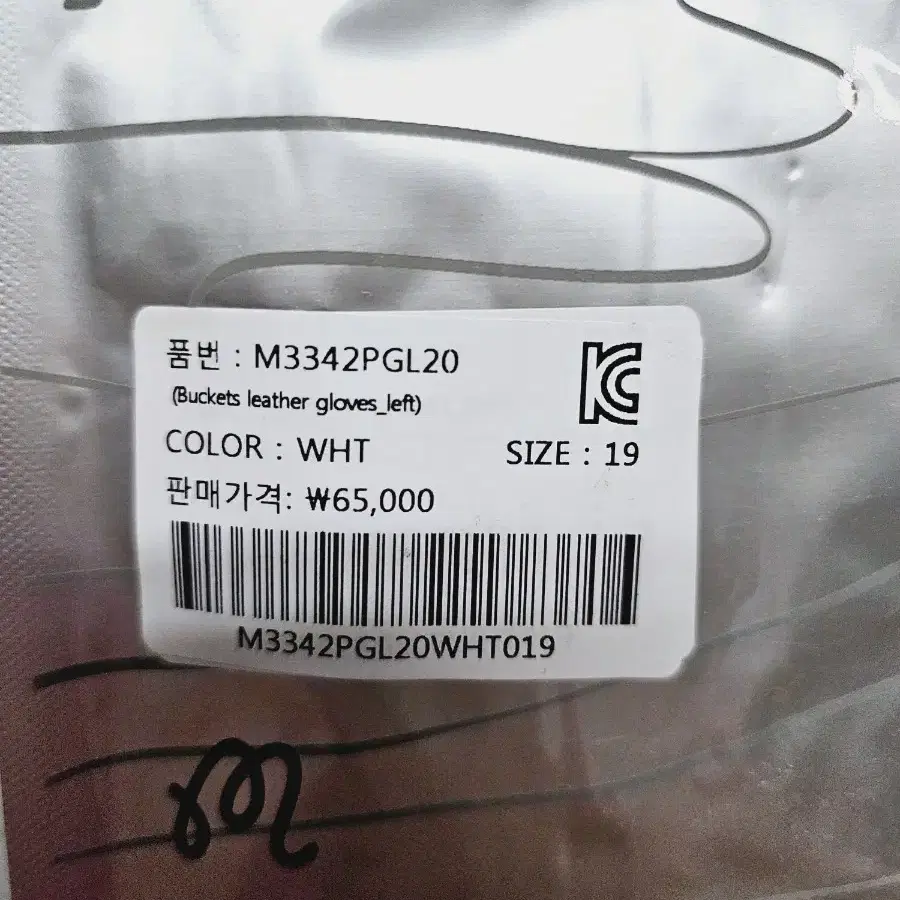 품번 : M3342PGL20
(Buckets leather gloves_left)
COLOR : WHT
SIZE : 19
판매가격: ₩65,000
M3342PGL20WHT019